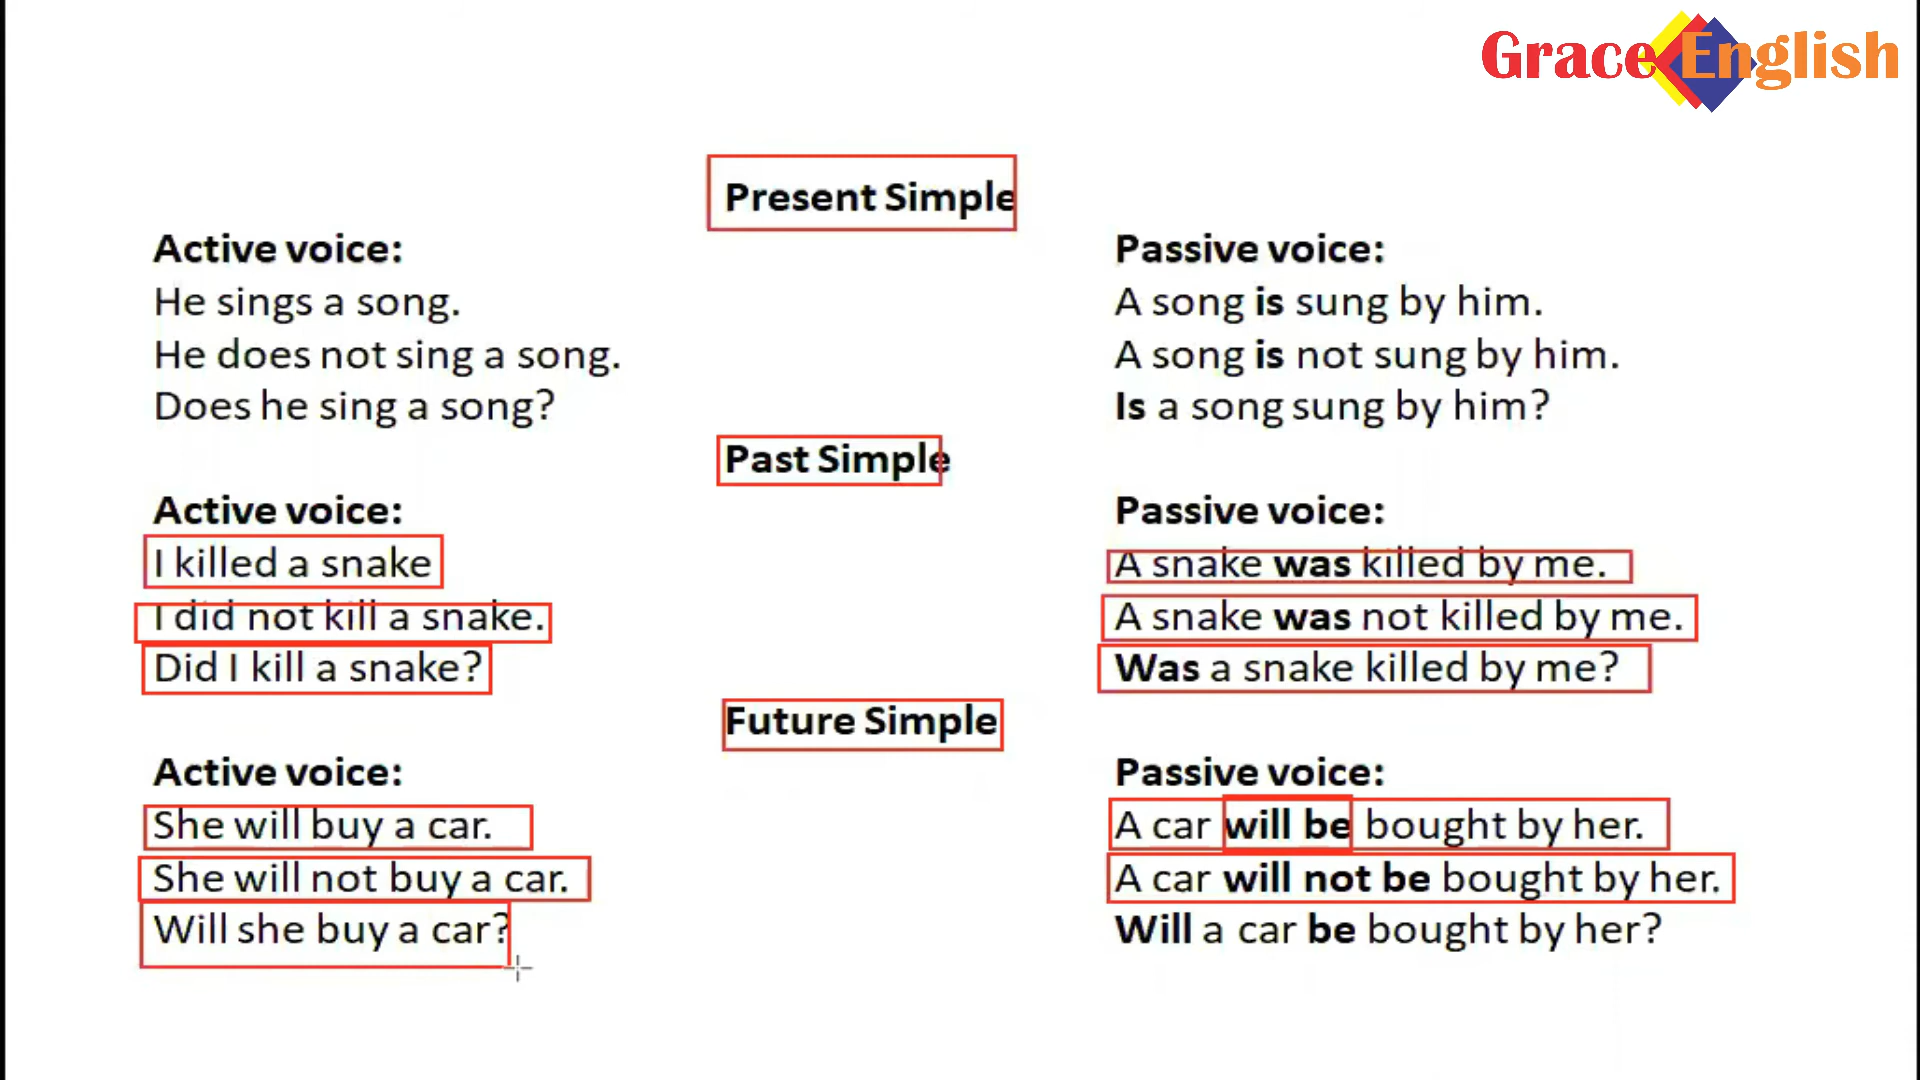 Grace English
Present Simple
Active voice:
He sings a song.
He does not sing a song.
Does he sing a song?
Passive voice:
A song is sung by him.
A song is not sung by him.
Is a song sung by him?
Past Simple
Active voice:
I killed a snake
I did not kill a snake.
Did I kill a snake?
Passive voice:
A snake was killed by me.
A snake was not killed by me.
Was a snake killed by me?
Future Simple
Active voice:
She will buy a car.
She will not buy a car.
Will she buy a car?
Passive voice:
A car will be bought by her.
A car will not be bought by her.
Will a car be bought by her?